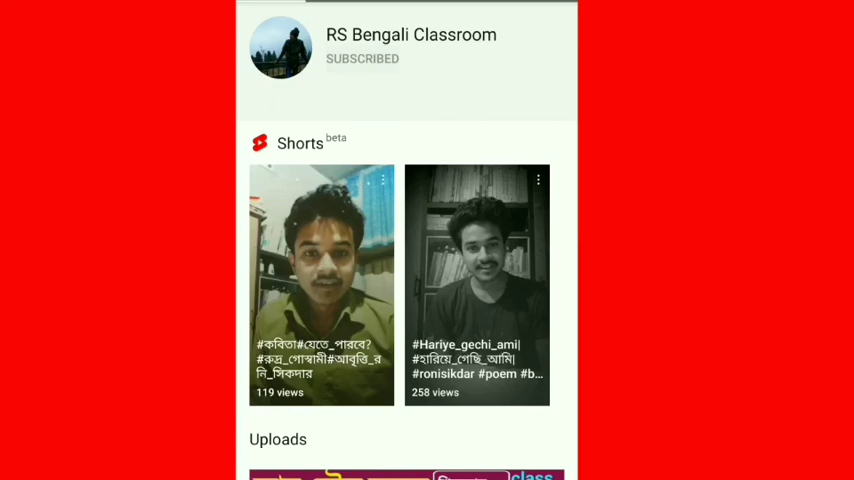 RS Bengali Classroom
SUBSCRIBED
Shorts beta
#কবিতা#যেতে_পারবে?
#রুদ্র_গোস্বামী#আবৃত্তি_র
নি_সিকদার
119 views
#Hariye_gechi_ami|
#হারিয়ে_গেছি_আমি|
#ronisikdar #poem #b...
258 views
Uploads
class